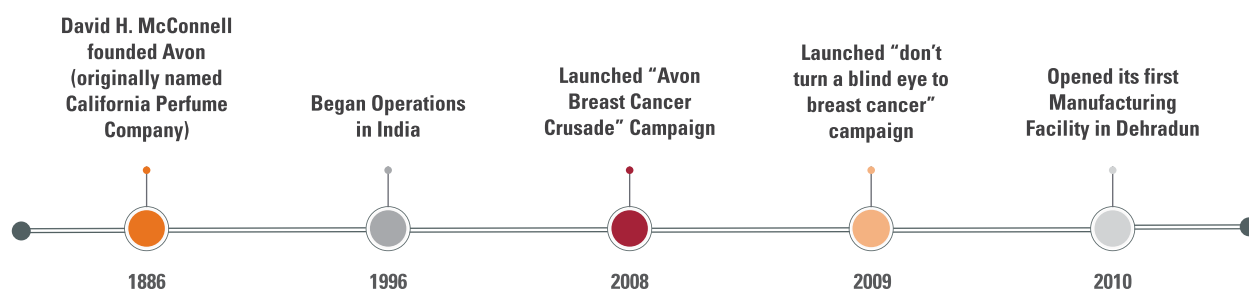 David H. McConnell
founded Avon
(originally named
California Perfume
Company)
Began Operations
in India
Launched “Avon
Breast Cancer
Crusade” Campaign
Launched “don’t
turn a blind eye to
breast cancer”
campaign
Opened its first
Manufacturing
Facility in Dehradun
1886
1996
2008
2009
2010